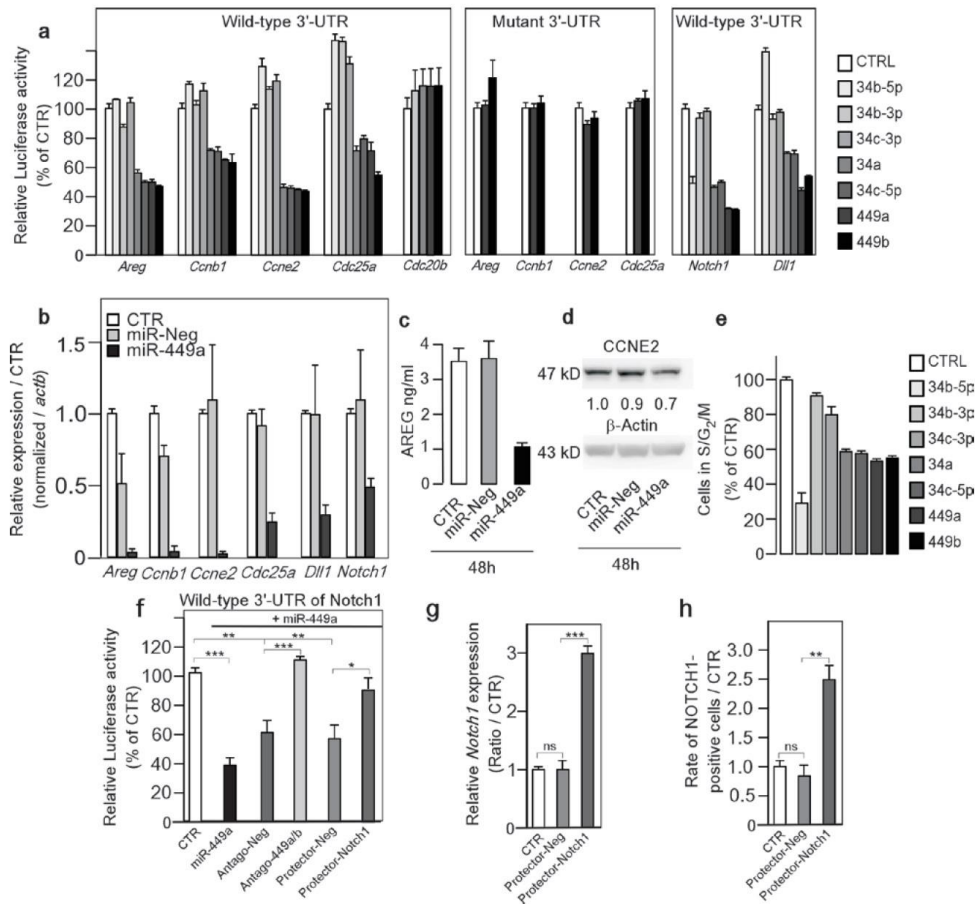 a
Wild-type 3'-UTR
Mutant 3'-UTR
Wild-type 3'-UTR
Relative Luciferase activity
(% of CTR)
120
100
80
60
40
20
0
Areg Ccnb1 Ccne2 Cdc25a Cdc20b
Areg Ccnb1 Ccne2 Cdc25a
Notch1 Dll1
CTRL
34b-5p
34b-3p
34c-3p
34a
34c-5p
449a
449b
b
CTR
miR-Neg
miR-449a
Relative expression / CTR
(normalized / actb)
1.5
1.0
0.5
0
Areg Ccnb1 Ccne2 Cdc25a Dll1 Notch1
c
AREG ng/ml
4
3
2
1
0
CTR
miR-Neg
miR-449a
48h
d
CCNE2
47 kD
1.0 0.9 0.7
β-Actin
43 kD
CTR
miR-Neg
miR-449a
48h
e
Cells in S/G2/M
(% of CTR)
100
80
60
40
20
0
CTRL
34b-5p
34b-3p
34c-3p
34a
34c-5p
449a
449b
f
Wild-type 3'-UTR of Notch1
+ miR-449a
Relative Luciferase activity
(% of CTR)
120
100
80
60
40
20
0
** **
*** *** *
CTR
miR-449a
Antago-Neg
Antago-449a/b
Protector-Neg
Protector-Notch1
g
Relative Notch1 expression
(Ratio / CTR)
3
2
1
0
***
ns
CTR
Protector-Neg
Protector-Notch1
h
Rate of NOTCH1-
positive cells / CTR
3.0
2.5
2.0
1.5
1.0
0.5
0
**
ns
CTR
Protector-Neg
Protector-Notch1